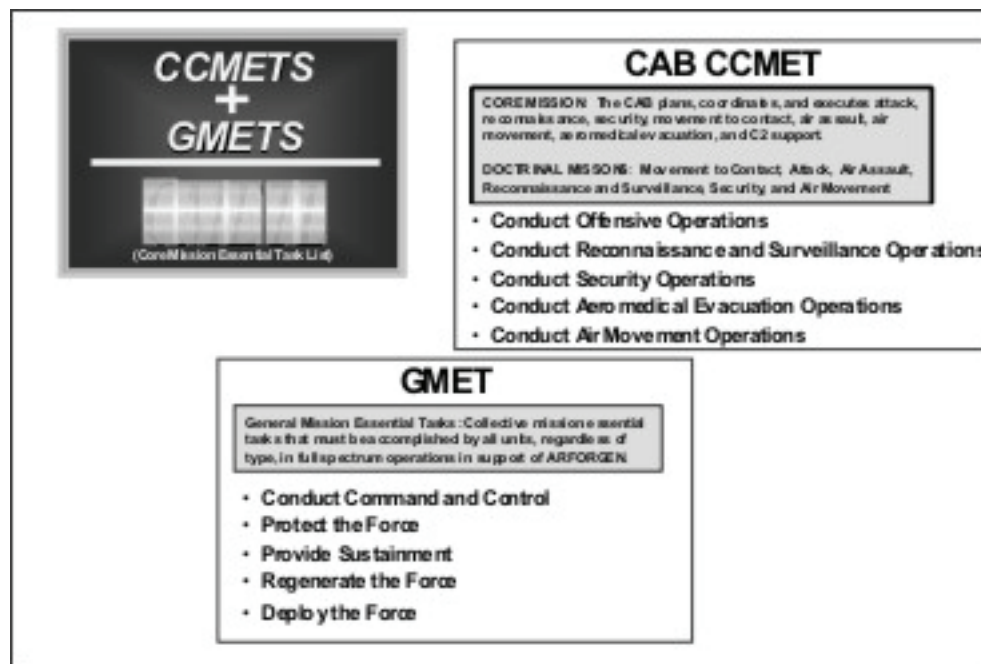 CCMETS
+
GMETS
(Core Mission Essential Task List)
CAB CCMET
CORE MISSION: The CAB plans, coordinates, and executes attack,
reconnaissance, security, movement to contact, air assault, air
movement, aeromedical evacuation, and C2 support
DOCTRINAL MISSONS: Movement to Contact, Attack, Air Assault,
Reconnaissance and Surveillance, Security, and Air Movement
• Conduct Offensive Operations
• Conduct Reconnaissance and Surveillance Operations
• Conduct Security Operations
• Conduct Aeromedical Evacuation Operations
• Conduct Air Movement Operations
GMET
General Mission Essential Tasks: Collective mission essential
tasks that must be accomplished by all units, regardless of
type, in full spectrum operations in support of ARFORGEN.
• Conduct Command and Control
• Protect the Force
• Provide Sustainment
• Regenerate the Force
• Deploy the Force